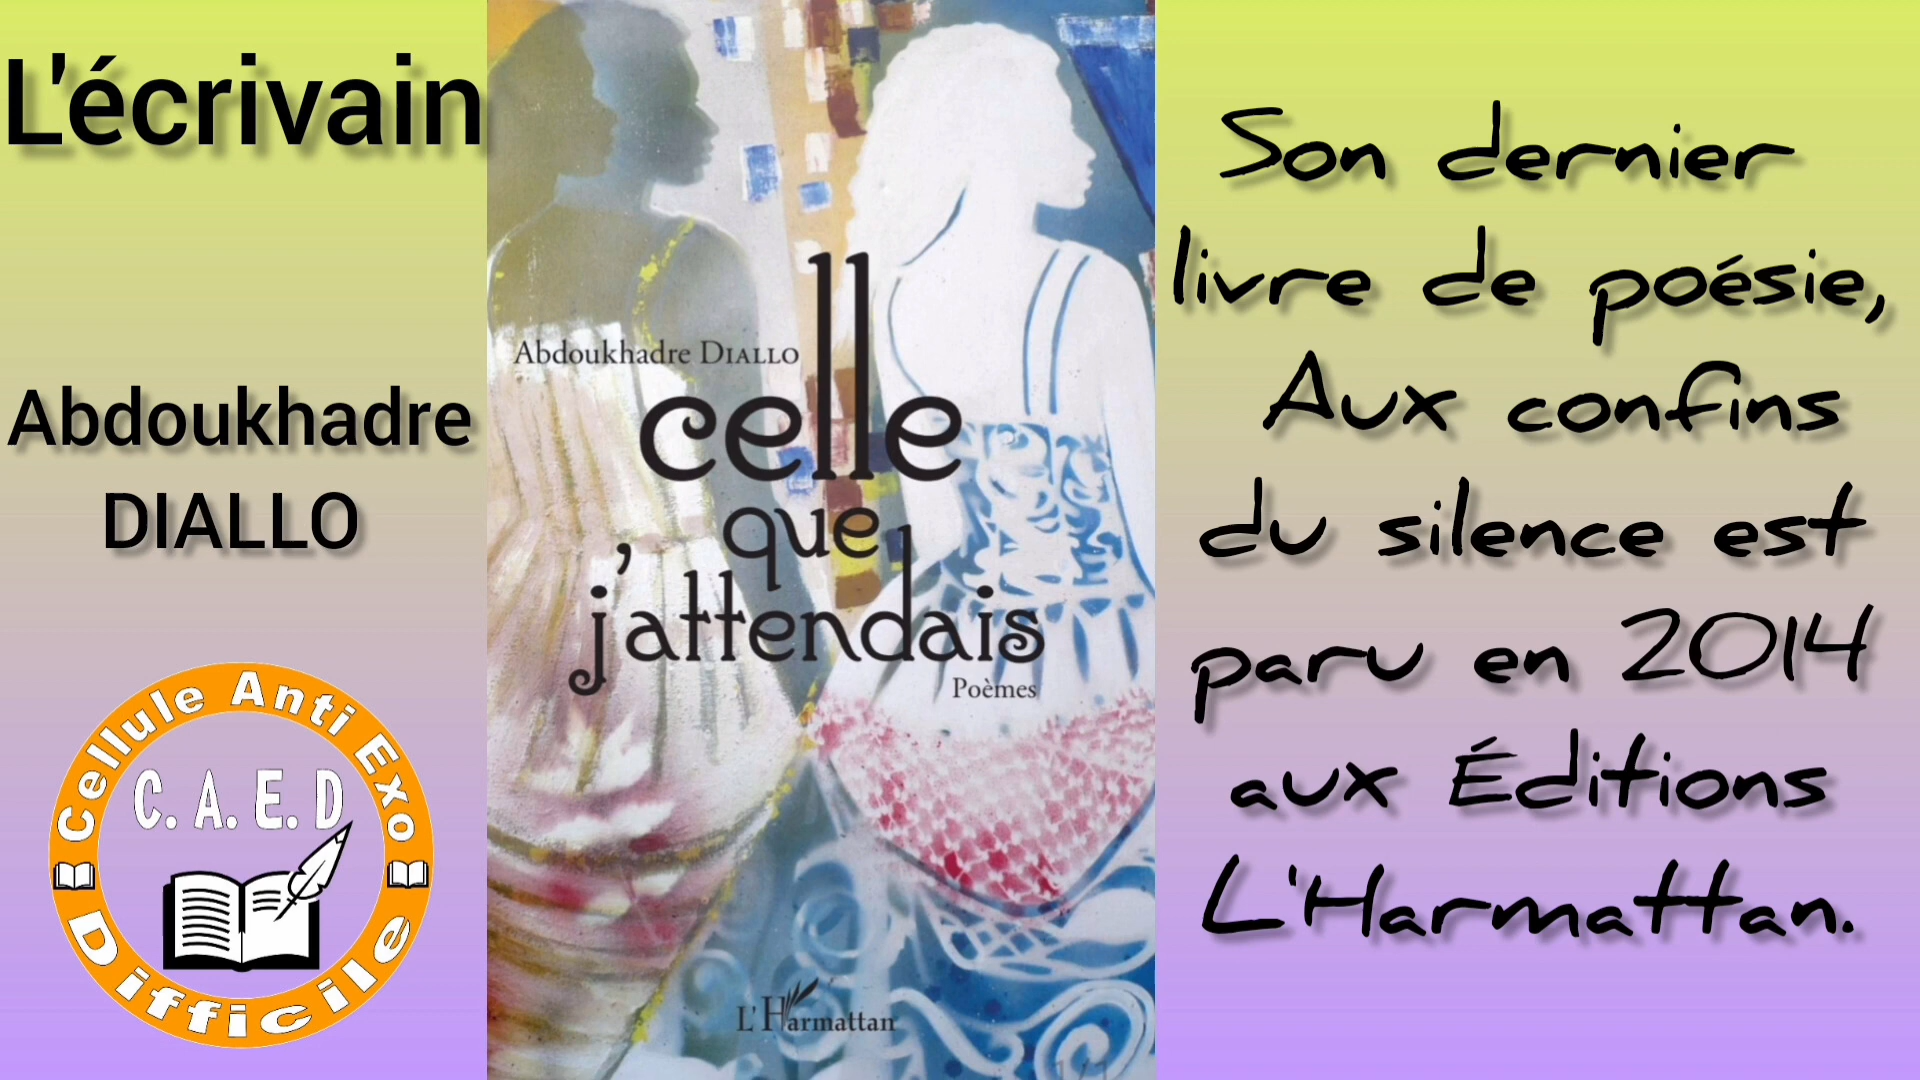 L'écrivain
Abdoukhadre
DIALLO
Cellule Anti Exo
C. A. E. D
Difficile
Abdoukhadre DIALLO
celle
que
j'attendais
Poèmes
L'Harmattan
Son dernier
livre de poésie,
Aux confins
du silence est
paru en 2014
aux Éditions
L'Harmattan.